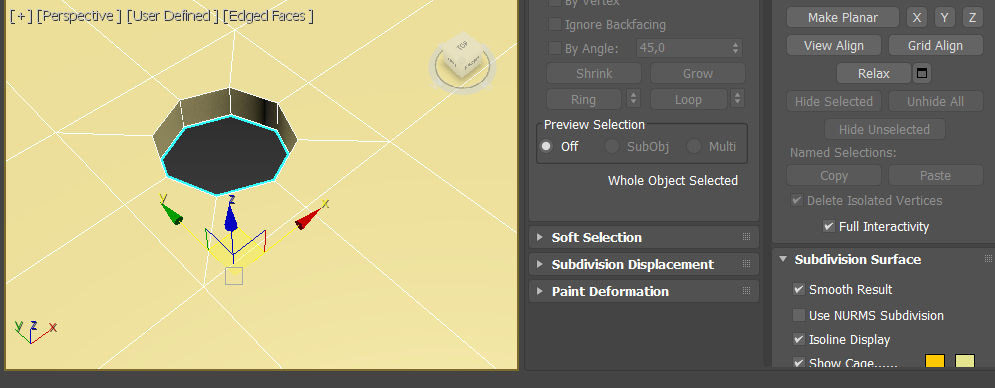 [ + ] [Perspective ] [User Defined ] [Edged Faces ]
TOP
FRONT
y
z
x
y z x
By Vertex
Ignore Backfacing
By Angle: 45,0
Shrink Grow
Ring Loop
Preview Selection
Off SubObj Multi
Whole Object Selected
Soft Selection
Subdivision Displacement
Paint Deformation
Make Planar X Y Z
View Align Grid Align
Relax
Hide Selected Unhide All
Hide Unselected
Named Selections:
Copy Paste
Delete Isolated Vertices
Full Interactivity
Subdivision Surface
Smooth Result
Use NURMS Subdivision
Isoline Display
Show Cage......